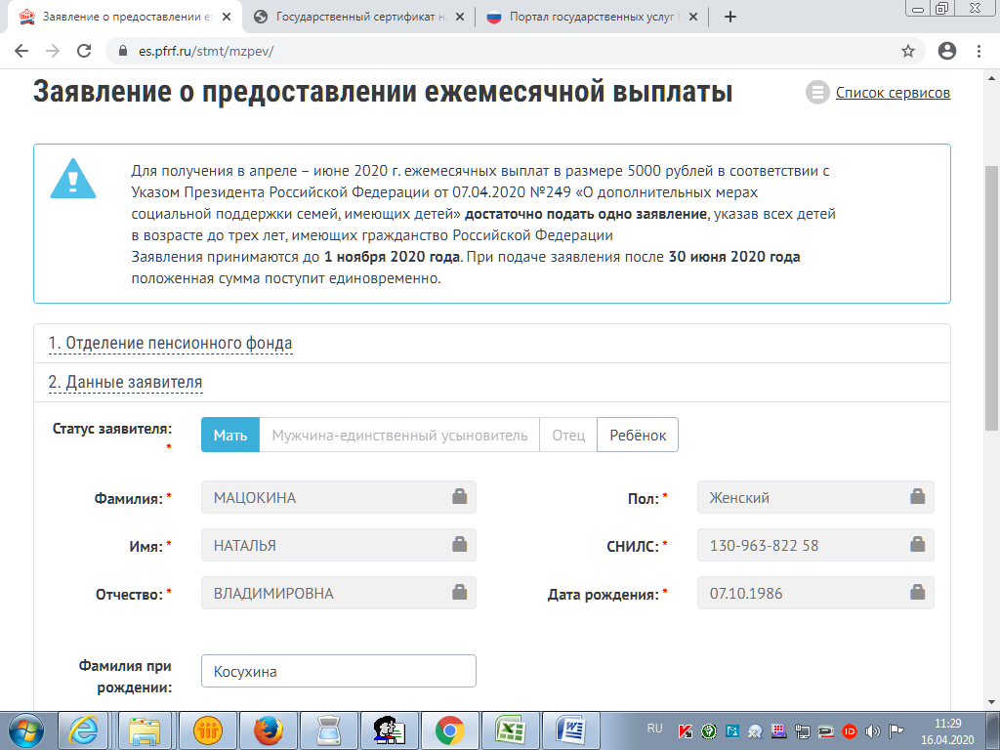 Заявление о предоставлении е
Государственный сертификат н
Портал государственных услуг
es.pfrf.ru/stmt/mzpev/
Заявление о предоставлении ежемесячной выплаты
Список сервисов
Для получения в апреле – июне 2020 г. ежемесячных выплат в размере 5000 рублей в соответствии с
Указом Президента Российской Федерации от 07.04.2020 №249 «О дополнительных мерах
социальной поддержки семей, имеющих детей» достаточно подать одно заявление, указав всех детей
в возрасте до трех лет, имеющих гражданство Российской Федерации
Заявления принимаются до 1 ноября 2020 года. При подаче заявления после 30 июня 2020 года
положенная сумма поступит единовременно.
1. Отделение пенсионного фонда
2. Данные заявителя
Статус заявителя: *
Мать
Мужчина-единственный усыновитель
Отец
Ребёнок
Фамилия: * МАЦОКИНА
Пол: * Женский
Имя: * НАТАЛЬЯ
СНИЛС: * 130-963-822 58
Отчество: * ВЛАДИМИРОВНА
Дата рождения: * 07.10.1986
Фамилия при
рождении:
Косухина
RU
11:29
16.04.2020